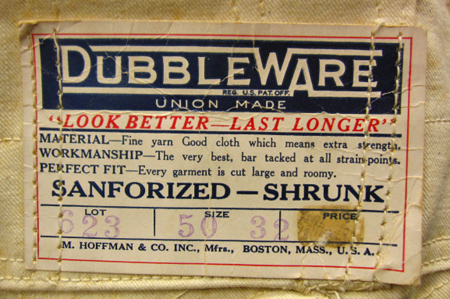 DUBBLEWARE
REG. U.S. PAT. OFF.
UNION MADE
"LOOK BETTER—LAST LONGER"
MATERIAL—Fine yarn Good cloth which means extra strength.
WORKMANSHIP—The very best, bar tacked at all strain-points.
PERFECT FIT—Every garment is cut large and roomy.
SANFORIZED—SHRUNK
LOT SIZE PRICE
623 50 32
M. HOFFMAN & CO. INC., Mfrs., BOSTON, MASS., U. S. A.